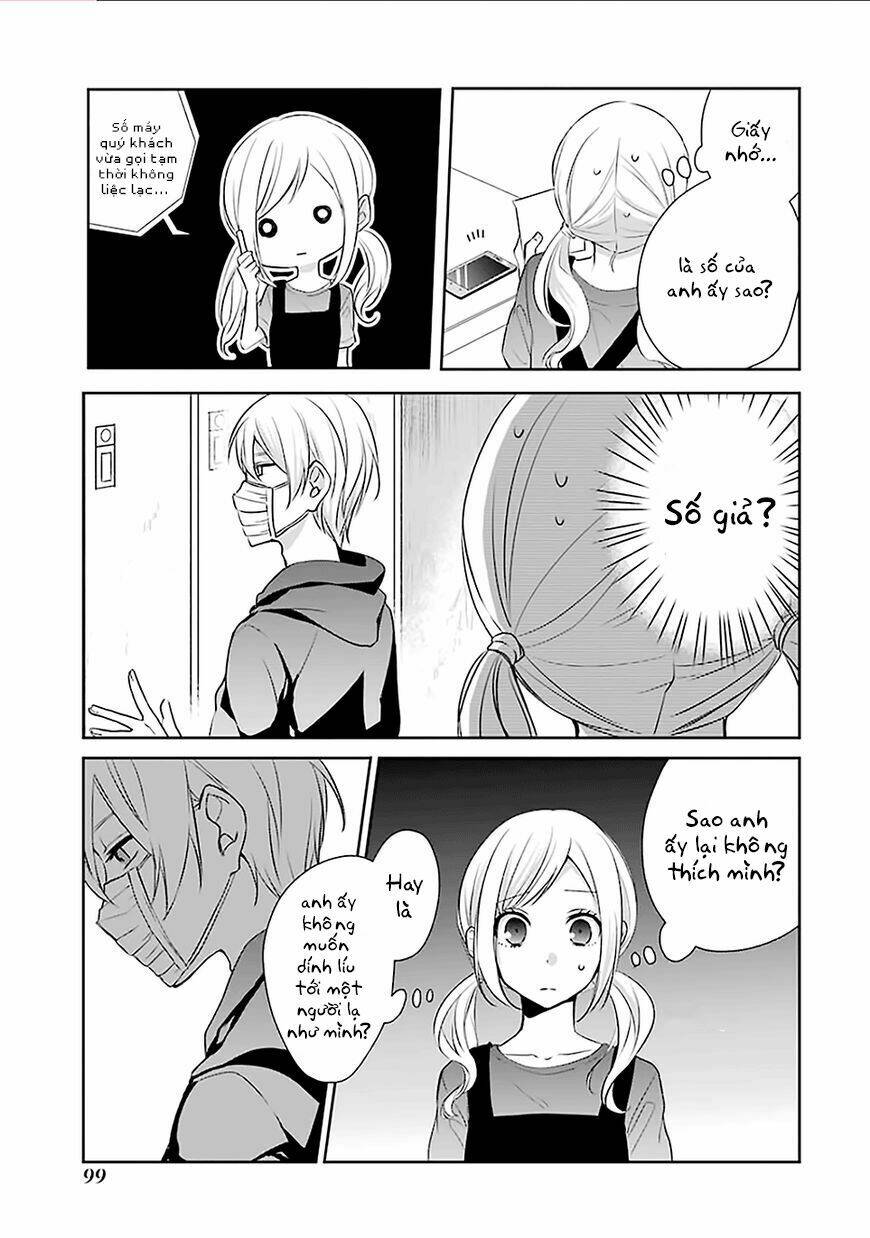 Giấy
nhớ...
là số của
anh ấy sao?
Số máy
quý khách
vừa gọi tạm
thời không
liệc lạc...
Số giả?
Sao anh
ấy lại không
thích mình?
Hay
là
anh ấy
không
muốn
dính líu
tới một
người lạ
như mình?
99